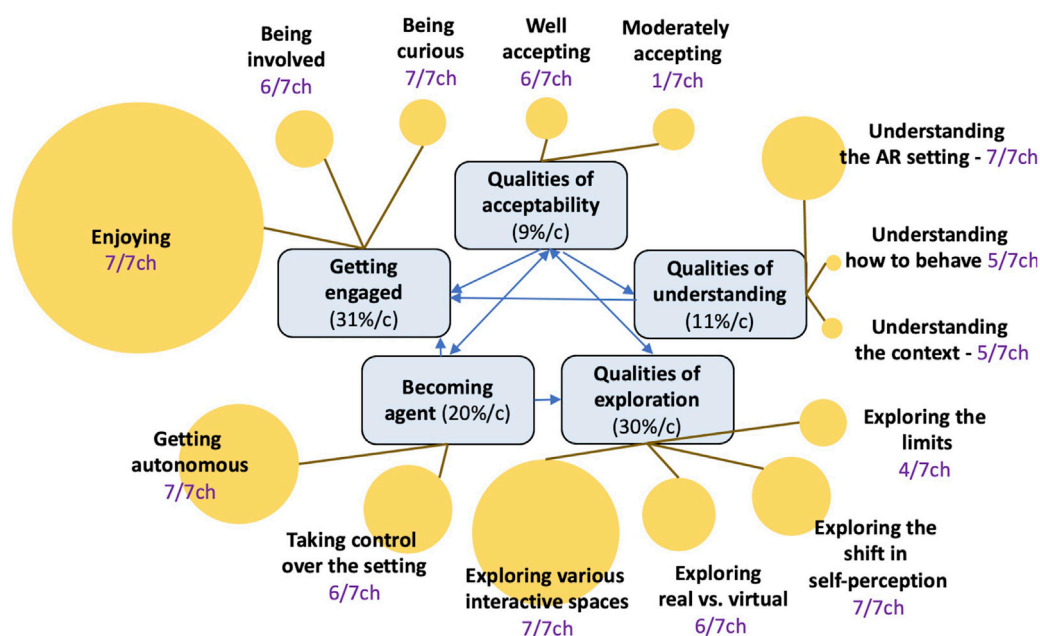 Being
involved
6/7ch
Being
curious
7/7ch
Well
accepting
6/7ch
Moderately
accepting
1/7ch
Understanding
the AR setting - 7/7ch
Qualities of
acceptability
(9%/c)
Enjoying
7/7ch
Getting
engaged
(31%/c)
Qualities of
understanding
(11%/c)
Understanding
how to behave 5/7ch
Understanding
the context - 5/7ch
Becoming
agent (20%/c)
Qualities of
exploration
(30%/c)
Exploring the
limits
4/7ch
Getting
autonomous
7/7ch
Taking control
over the setting
6/7ch
Exploring various
interactive spaces
7/7ch
Exploring
real vs. virtual
6/7ch
Exploring the
shift in
self-perception
7/7ch